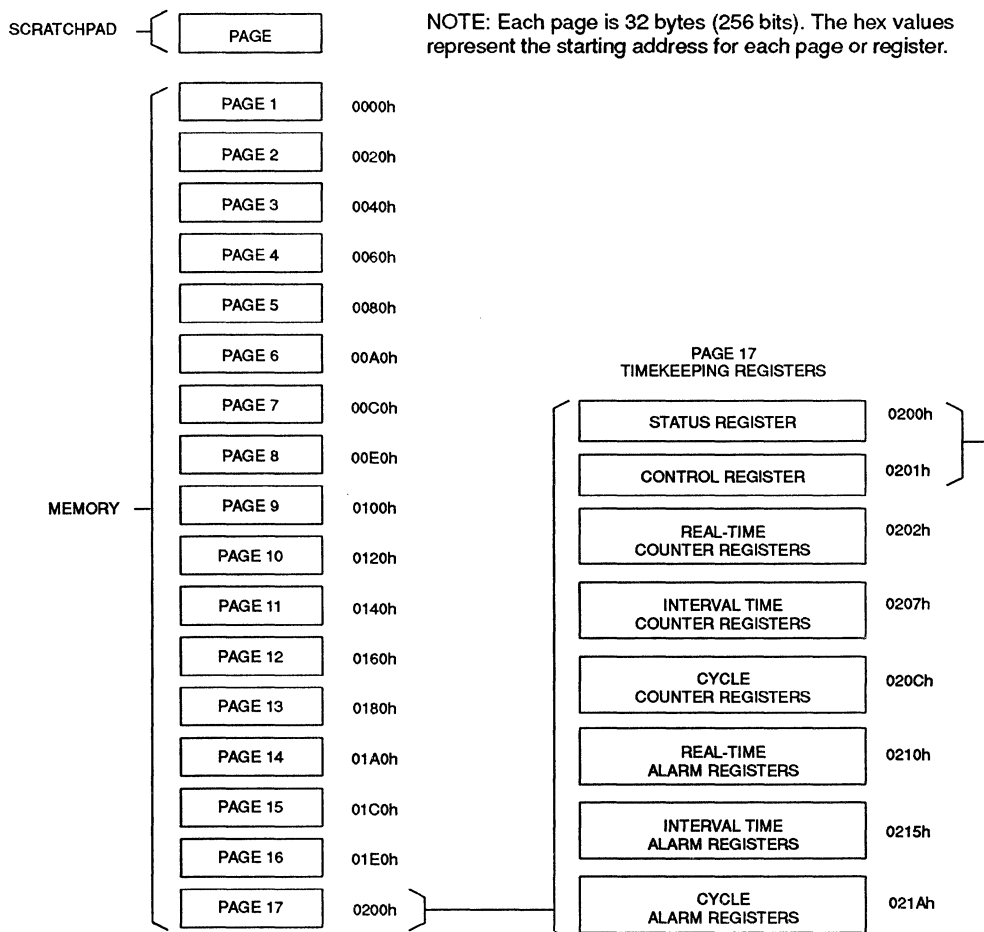 SCRATCHPAD
PAGE
NOTE: Each page is 32 bytes (256 bits). The hex values
represent the starting address for each page or register.
MEMORY
PAGE 1 0000h
PAGE 2 0020h
PAGE 3 0040h
PAGE 4 0060h
PAGE 5 0080h
PAGE 6 00A0h
PAGE 7 00C0h
PAGE 8 00E0h
PAGE 9 0100h
PAGE 10 0120h
PAGE 11 0140h
PAGE 12 0160h
PAGE 13 0180h
PAGE 14 01A0h
PAGE 15 01C0h
PAGE 16 01E0h
PAGE 17 0200h
PAGE 17
TIMEKEEPING REGISTERS
STATUS REGISTER 0200h
CONTROL REGISTER 0201h
REAL-TIME
COUNTER REGISTERS 0202h
INTERVAL TIME
COUNTER REGISTERS 0207h
CYCLE
COUNTER REGISTERS 020Ch
REAL-TIME
ALARM REGISTERS 0210h
INTERVAL TIME
ALARM REGISTERS 0215h
CYCLE
ALARM REGISTERS 021Ah